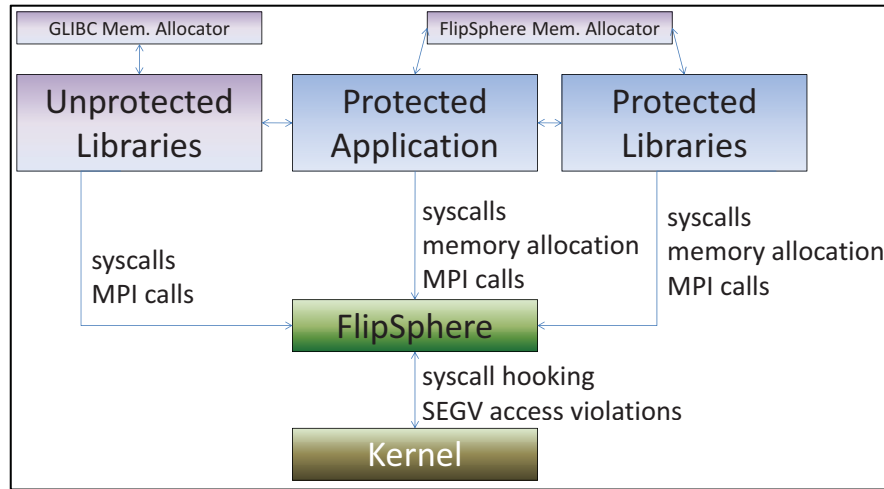 GLIBC Mem. Allocator
FlipSphere Mem. Allocator
Unprotected
Libraries
Protected
Application
Protected
Libraries
syscalls
MPI calls
syscalls
memory allocation
MPI calls
syscalls
memory allocation
MPI calls
FlipSphere
syscall hooking
SEGV access violations
Kernel